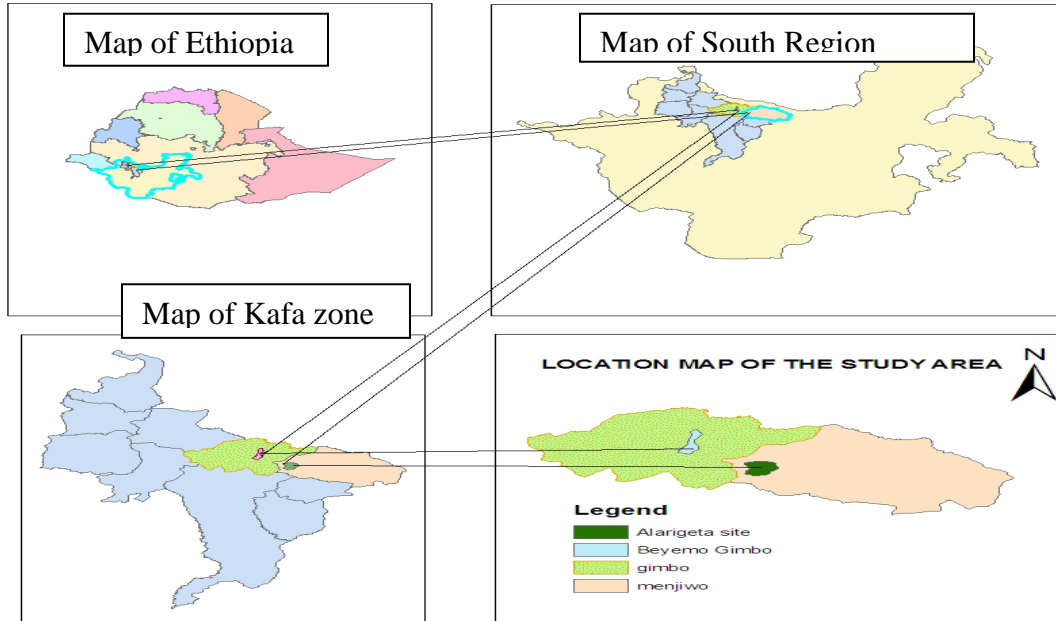 Map of Ethiopia
Map of South Region
Map of Kafa zone
LOCATION MAP OF THE STUDY AREA
N
Legend
Alarigeta site
Beyemo Gimbo
gimbo
menjiwo